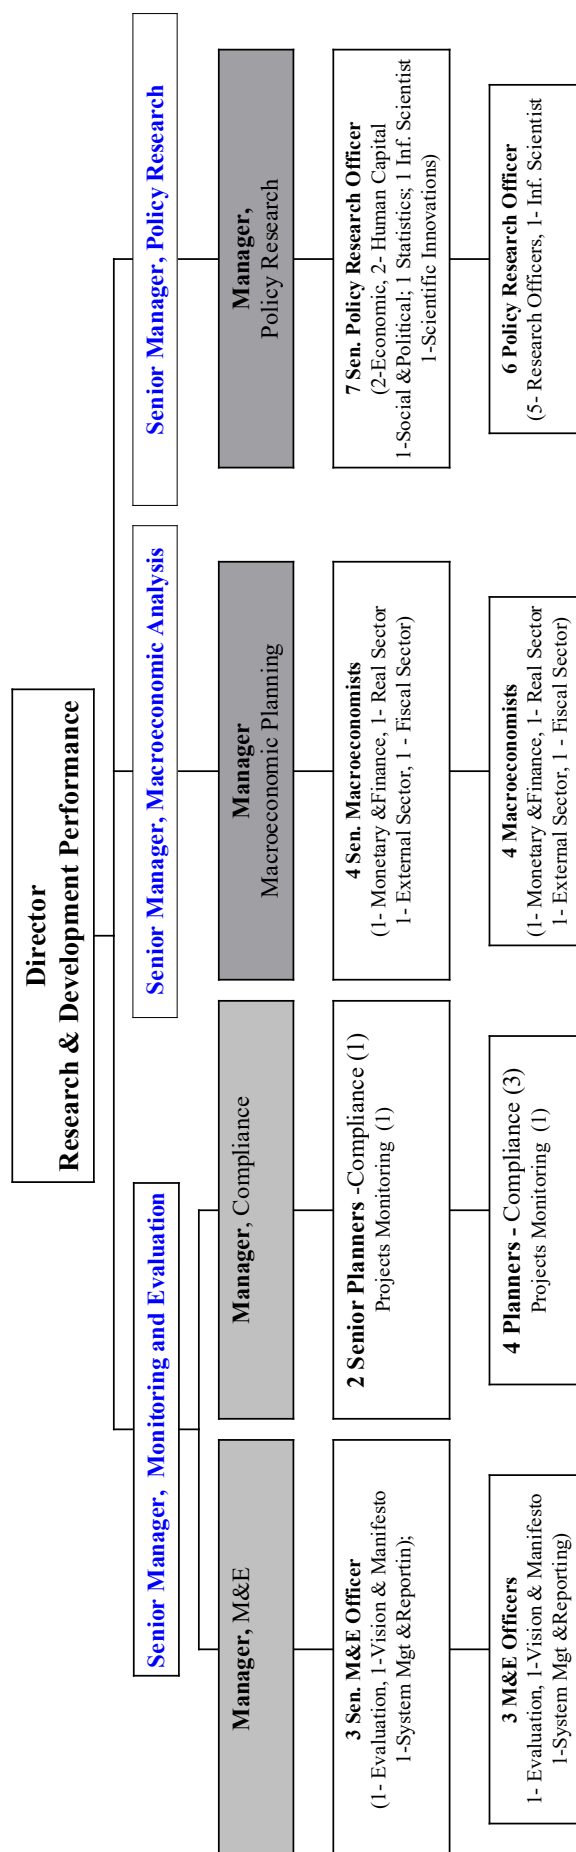 Director
Research & Development Performance
Senior Manager,  Monitoring and Evaluation
Senior Manager, Macroeconomic Analysis
Senior Manager, Policy Research
Manager, M&E
Manager, Compliance
Manager
Macroeconomic Planning
Manager,
Policy Research
3 Sen. M&E Officer
(1- Evaluation, 1-Vision & Manifesto
1-System Mgt &Reportin);
2 Senior Planners -Compliance (1)
Projects Monitoring (1)
4 Sen. Macroeconomists
(1- Monetary &Finance, 1- Real Sector
1- External Sector, 1 - Fiscal Sector)
7 Sen. Policy Research Officer
(2-Economic, 2- Human Capital
1-Social &Political; 1 Statistics; 1 Inf. Scientist
1-Scientific Innovations)
3 M&E Officers
1- Evaluation, 1-Vision & Manifesto
1-System Mgt &Reporting)
4 Planners - Compliance (3)
Projects Monitoring (1)
4 Macroeconomists
(1- Monetary &Finance, 1- Real Sector
1- External Sector, 1 - Fiscal Sector)
6 Policy Research Officer
(5- Research Officers, 1- Inf. Scientist